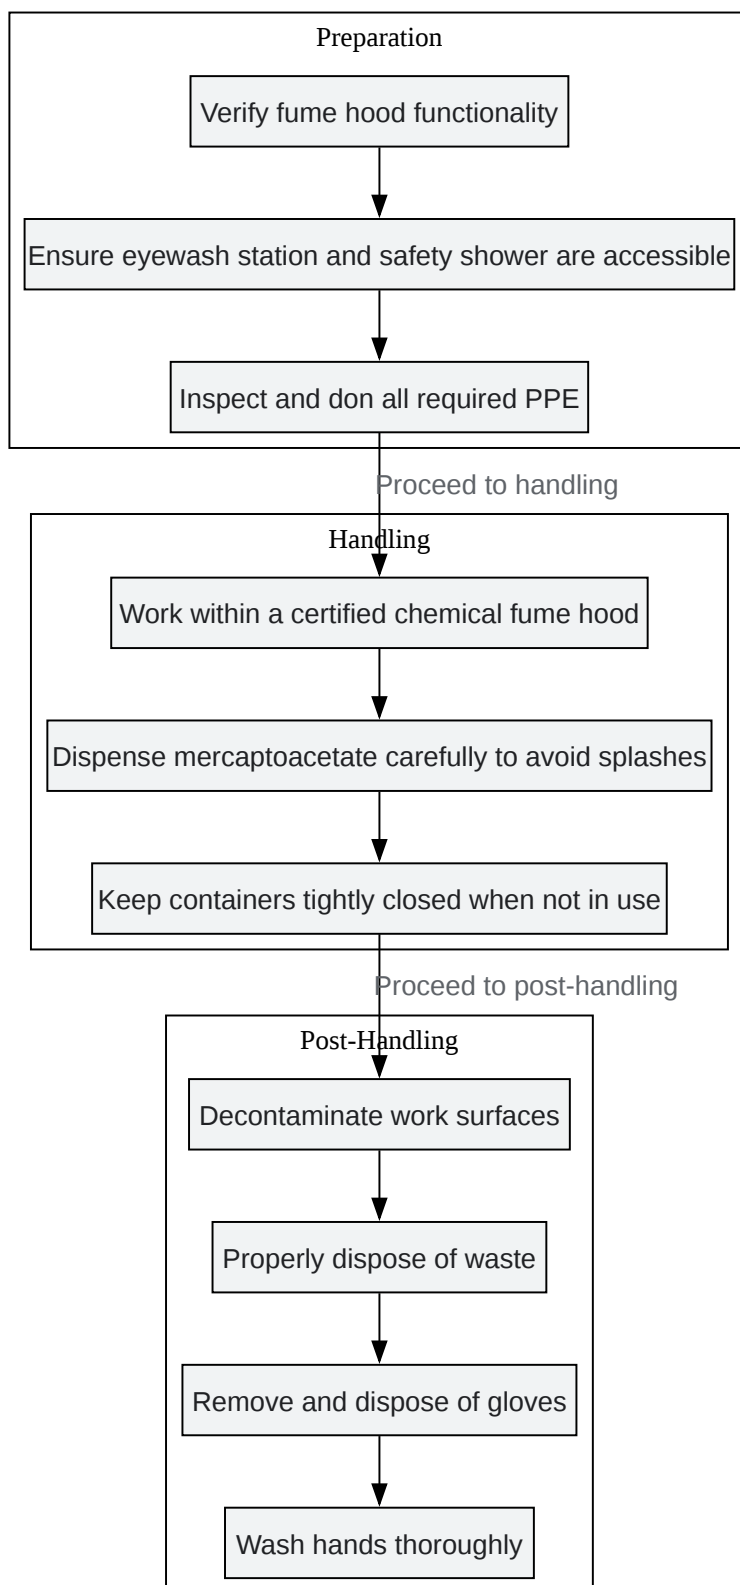 Preparation
Verify fume hood functionality
Ensure eyewash station and safety shower are accessible
Inspect and don all required PPE
Proceed to handling
Handling
Work within a certified chemical fume hood
Dispense mercaptoacetate carefully to avoid splashes
Keep containers tightly closed when not in use
Proceed to post-handling
Post-Handling
Decontaminate work surfaces
Properly dispose of waste
Remove and dispose of gloves
Wash hands thoroughly